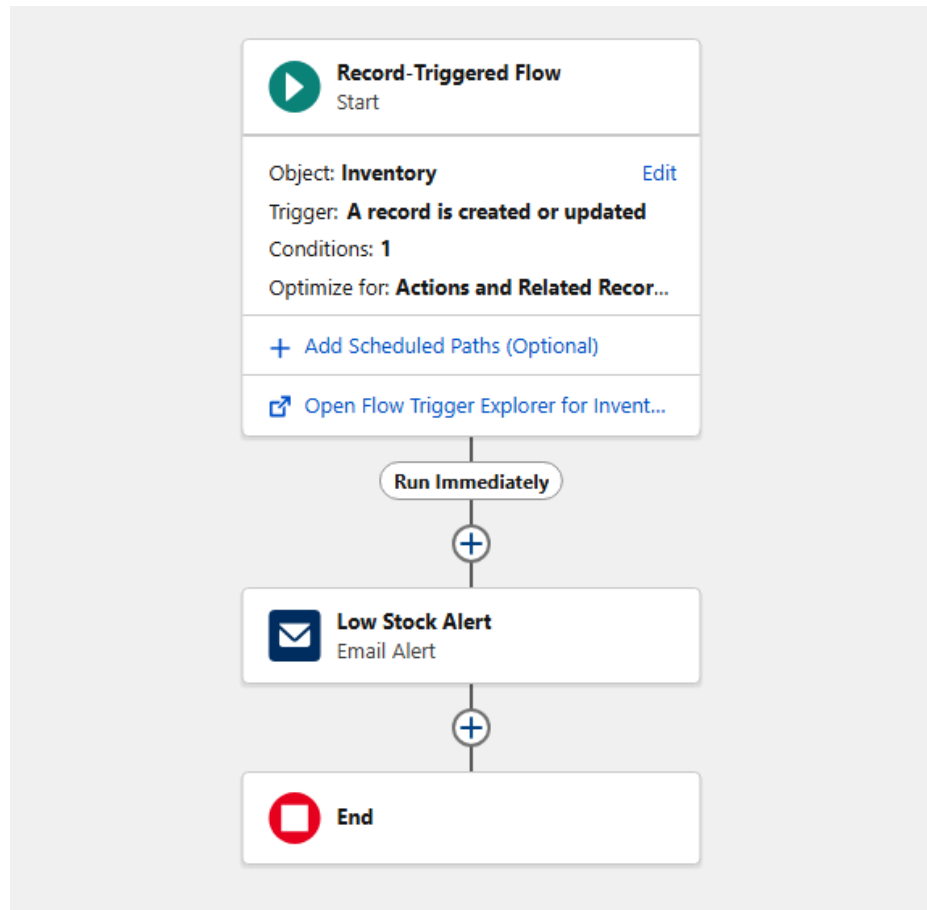 Record-Triggered Flow
Start
Object: Inventory Edit
Trigger: A record is created or updated
Conditions: 1
Optimize for: Actions and Related Recor...
Add Scheduled Paths (Optional)
Open Flow Trigger Explorer for Invent...
Run Immediately
Low Stock Alert
Email Alert
End